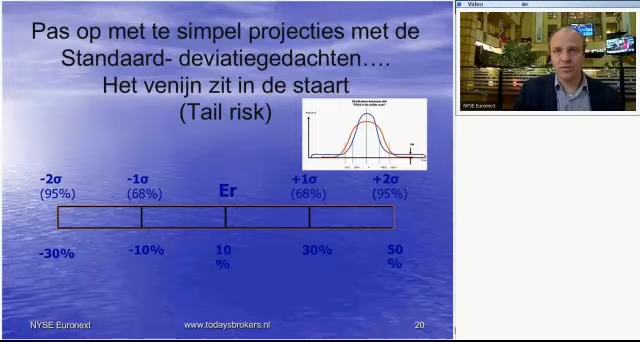 Pas op met te simpel projecties met de
Standaard- deviatiegedachten….
Het venijn zit in de staart
(Tail risk)
-2σ
(95%)
-1σ
(68%)
Er
+1σ
(68%)
+2σ
(95%)
-30%
-10%
10
%
30%
50
%
NYSE Euronext
www.todaysbrokers.nl
20
Video
NYSE Euronext